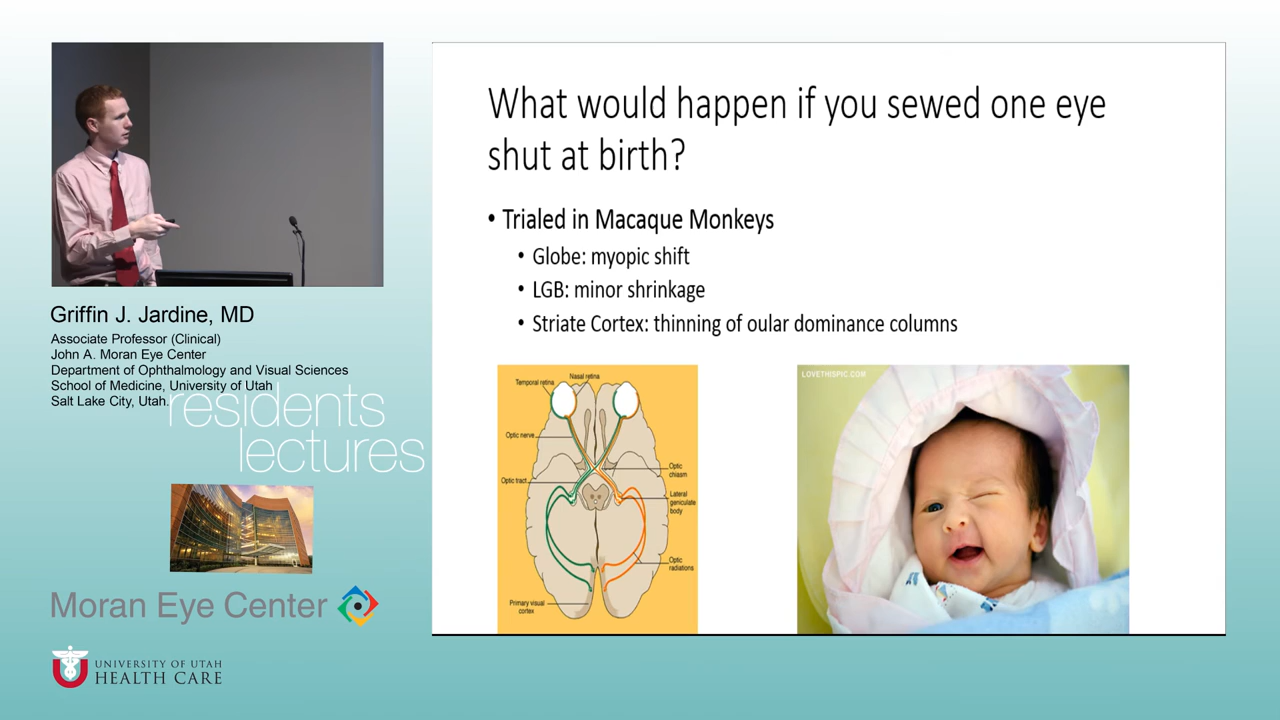 What would happen if you sewed one eye
shut at birth?
• Trialed in Macaque Monkeys
• Globe: myopic shift
• LGB: minor shrinkage
• Striate Cortex: thinning of oular dominance columns
Griffin J. Jardine, MD
Associate Professor (Clinical)
John A. Moran Eye Center
Department of Ophthalmology and Visual Sciences
School of Medicine, University of Utah
Salt Lake City, Utah.
residents
lectures
Moran Eye Center
UNIVERSITY OF UTAH
HEALTH CARE
Nasal retina
Temporal retina
Optic nerve
Optic
chiasm
Optic tract
Lateral
geniculate
body
Optic
radiations
Primary visual
cortex
LOVETHISPIC.COM